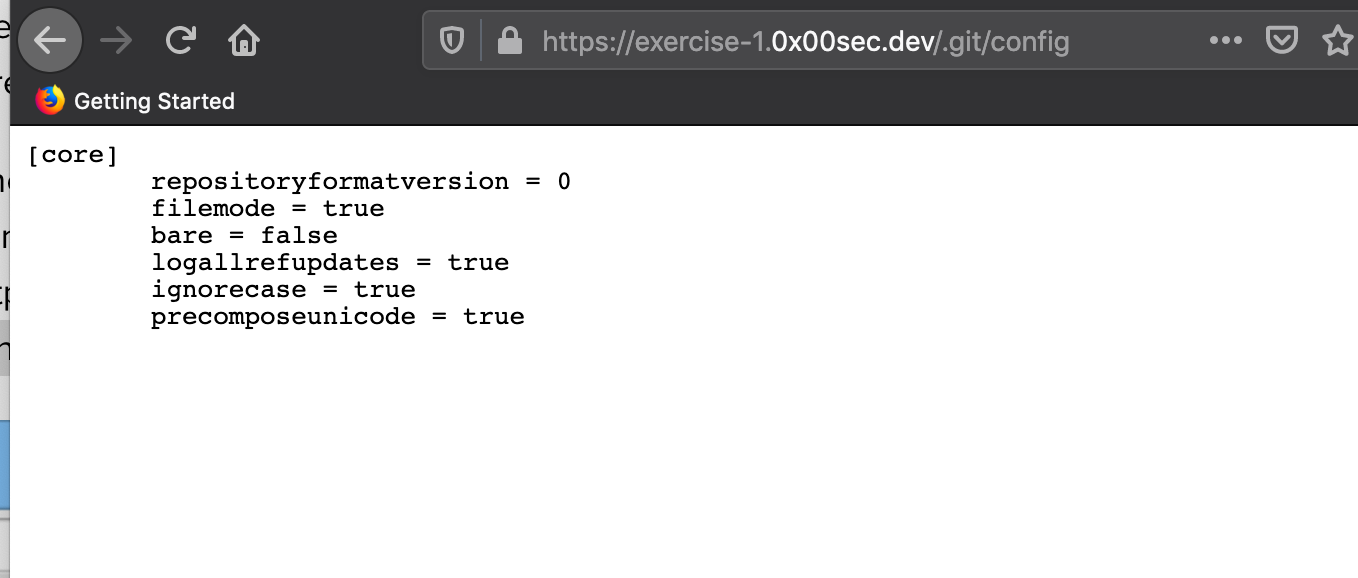 https://exercise-1.0x00sec.dev/.git/config
Getting Started
[core]
repositoryformatversion = 0
filemode = true
bare = false
logallrefupdates = true
ignorecase = true
precomposeunicode = true